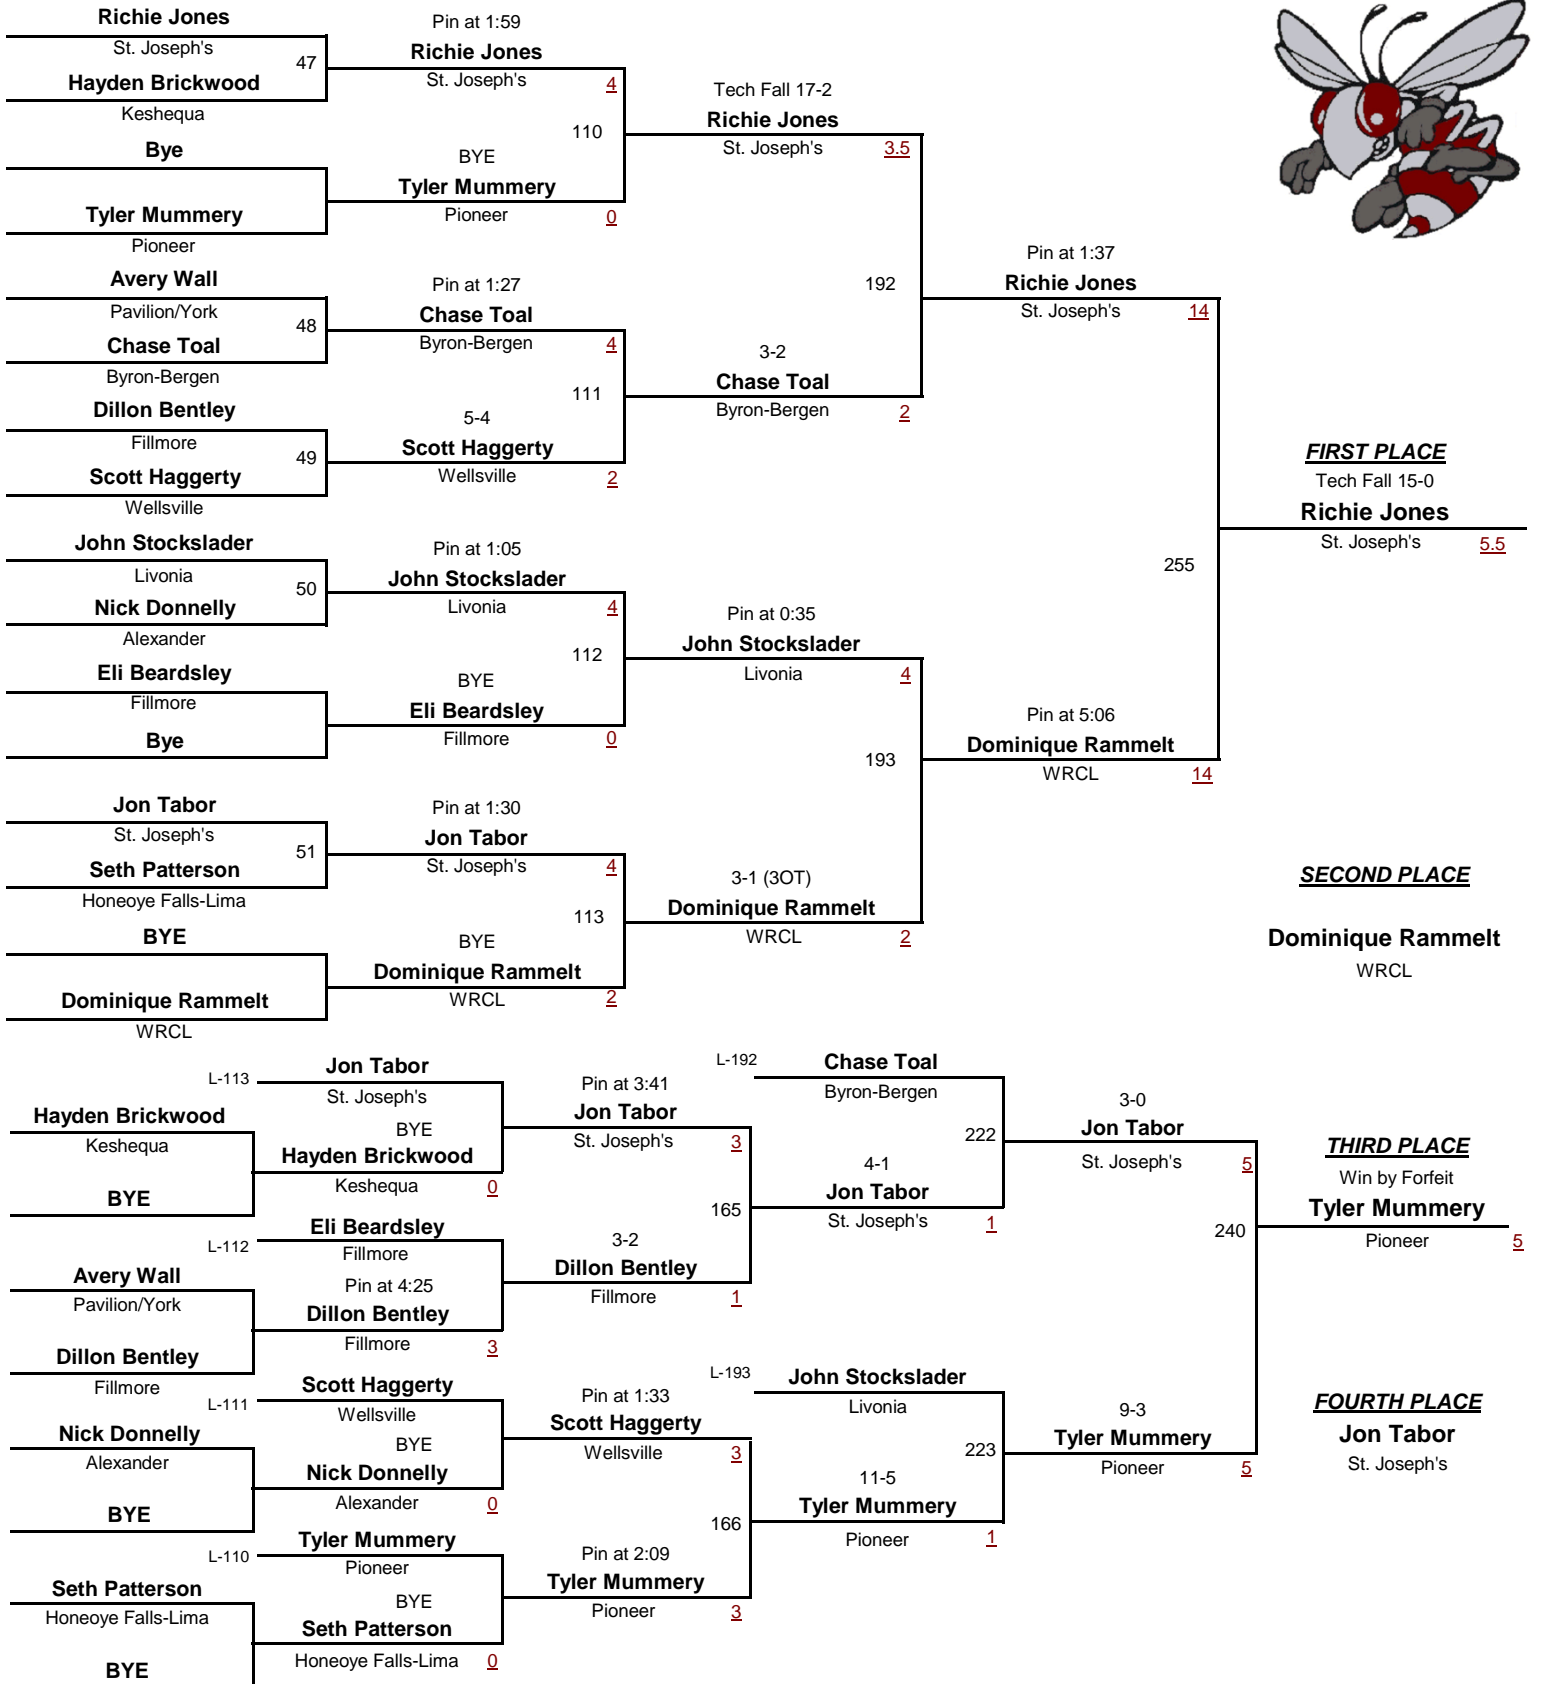 Richie Jones
St. Joseph's
47
Hayden Brickwood
Keshequa
Bye
Tyler Mummery
Pioneer
Avery Wall
Pavilion/York
48
Chase Toal
Byron-Bergen
Dillon Bentley
Fillmore
49
Scott Haggerty
Wellsville
John Stockslader
Livonia
50
Nick Donnelly
Alexander
Eli Beardsley
Fillmore
Bye
Jon Tabor
St. Joseph's
51
Seth Patterson
Honeoye Falls-Lima
BYE
Dominique Rammelt
WRCL
Pin at 1:59
Richie Jones
St. Joseph's 4
110
BYE
Tyler Mummery
Pioneer 0
Pin at 1:27
Chase Toal
Byron-Bergen 4
111
5-4
Scott Haggerty
Wellsville 2
Pin at 1:05
John Stockslader
Livonia 4
112
BYE
Eli Beardsley
Fillmore 0
Pin at 1:30
Jon Tabor
St. Joseph's 4
113
BYE
Dominique Rammelt
WRCL 2
Tech Fall 17-2
Richie Jones
St. Joseph's 3.5
192
3-2
Chase Toal
Byron-Bergen 2
Pin at 0:35
John Stockslader
Livonia 4
193
3-1 (3OT)
Dominique Rammelt
WRCL 2
Pin at 1:37
Richie Jones
St. Joseph's 14
255
Pin at 5:06
Dominique Rammelt
WRCL 14
FIRST PLACE
Tech Fall 15-0
Richie Jones
St. Joseph's 5.5
SECOND PLACE
Dominique Rammelt
WRCL
Hayden Brickwood
Keshequa
BYE
Avery Wall
Pavilion/York
Dillon Bentley
Fillmore
Nick Donnelly
Alexander
BYE
Seth Patterson
Honeoye Falls-Lima
BYE
L-113
Jon Tabor
St. Joseph's
BYE
Hayden Brickwood
Keshequa 0
L-112
Eli Beardsley
Fillmore
Pin at 4:25
Dillon Bentley
Fillmore 3
L-111
Scott Haggerty
Wellsville
BYE
Nick Donnelly
Alexander 0
L-110
Tyler Mummery
Pioneer
BYE
Seth Patterson
Honeoye Falls-Lima 0
Pin at 3:41
Jon Tabor
St. Joseph's 3
165
3-2
Dillon Bentley
Fillmore 1
Pin at 1:33
Scott Haggerty
Wellsville 3
166
Pin at 2:09
Tyler Mummery
Pioneer 3
L-192
Chase Toal
Byron-Bergen
222
4-1
Jon Tabor
St. Joseph's 1
L-193
John Stockslader
Livonia
223
11-5
Tyler Mummery
Pioneer 1
3-0
Jon Tabor
St. Joseph's 5
240
9-3
Tyler Mummery
Pioneer 5
THIRD PLACE
Win by Forfeit
Tyler Mummery
Pioneer 5
FOURTH PLACE
Jon Tabor
St. Joseph's